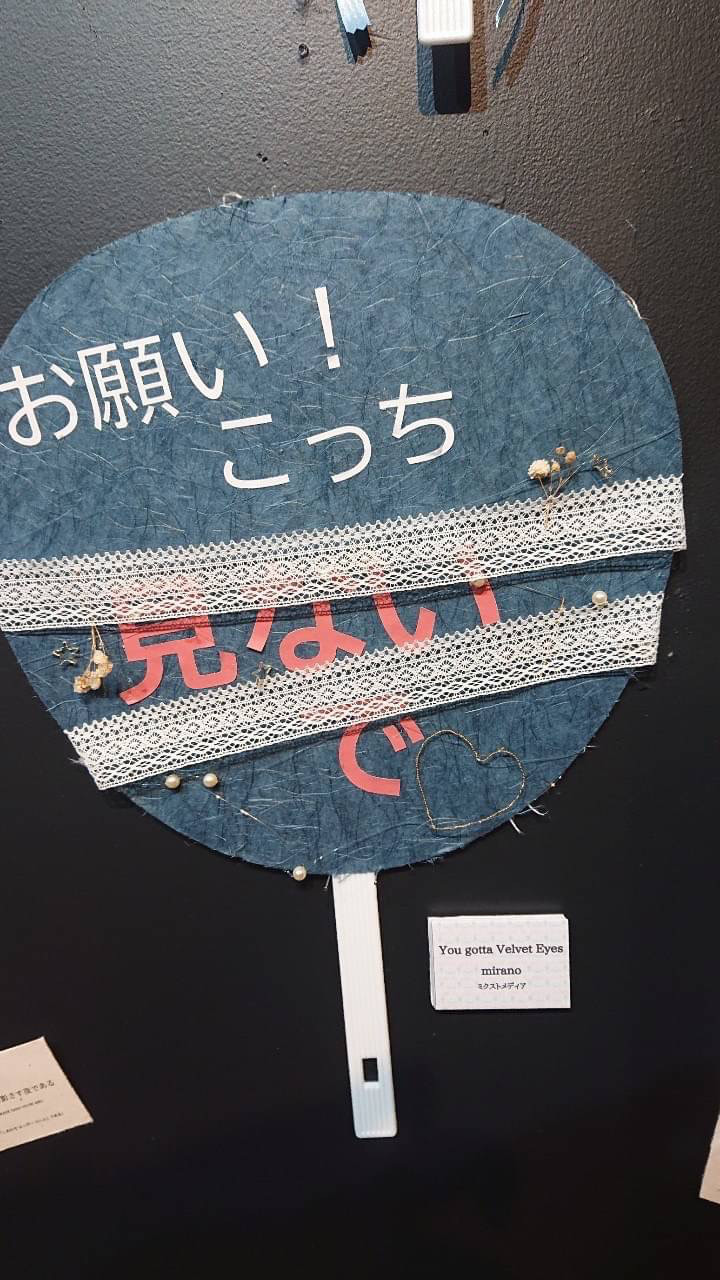 お願い！
こっち
見ない
で
You gotta Velvet Eyes
mirano
ミクストメディア